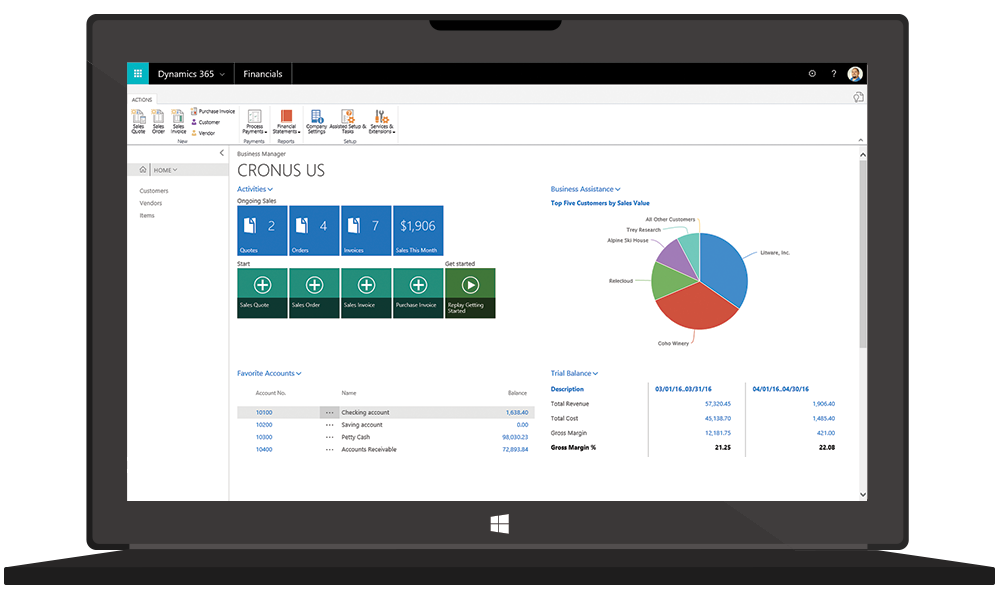 Dynamics 365 Financials ?
ACTIONS
Sales Quote
Sales Order
Sales Invoice
Purchase Invoice
Customer
Vendor
New
Process Payments
Payments
Financial Statements
Reports
Company Settings
Assisted Setup & Tasks
Services & Extensions
Setup
HOME
Customers
Vendors
Items
Business Manager
CRONUS US
Activities
Ongoing Sales
2 4 7 $1,906
Quotes Orders Invoices Sales This Month
Start Get started
Sales Quote Sales Order Sales Invoice Purchase Invoice Replay Getting Started
Business Assistance
Top Five Customers by Sales Value
All Other Customers
Trey Research
Alpine Ski House
Litware, Inc.
Relecloud
Coho Winery
Favorite Accounts
Account No. Name Balance
10100 ... Checking account 1,638.40
10200 ... Saving account 0.00
10300 ... Petty Cash 98,030.23
10400 ... Accounts Receivable 72,893.84
Trial Balance
Description 03/01/16..03/31/16 04/01/16..04/30/16
Total Revenue 57,320.45 1,906.40
Total Cost 45,138.70 1,485.40
Gross Margin 12,181.75 421.00
Gross Margin % 21.25 22.08